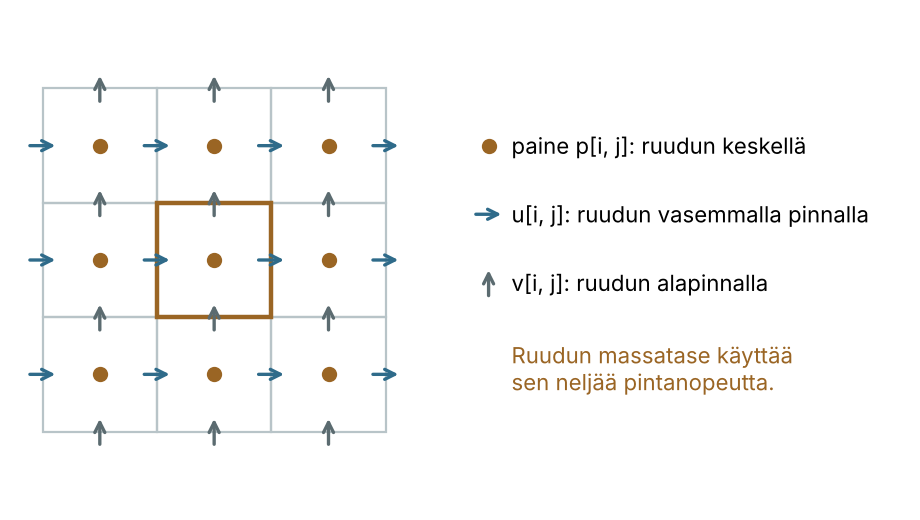 paine p[i, j]: ruudun keskellä
u[i, j]: ruudun vasemmalla pinnalla
v[i, j]: ruudun alapinnalla
Ruudun massatase käyttää
sen neljää pintanopeutta.